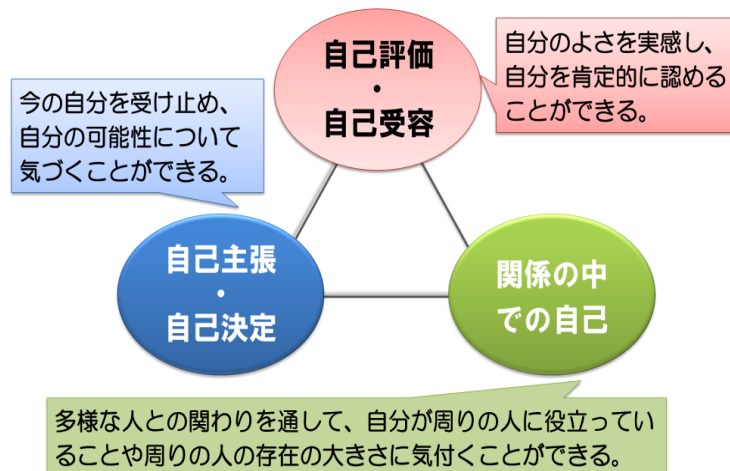 自己評価
・
自己受容
自分のよさを実感し、
自分を肯定的に認める
ことができる。
今の自分を受け止め、
自分の可能性について
気づくことができる。
自己主張
・
自己決定
関係の中
での自己
多様な人との関わりを通して、自分が周りの人に役立ってい
ることや周りの人の存在の大きさに気付くことができる。